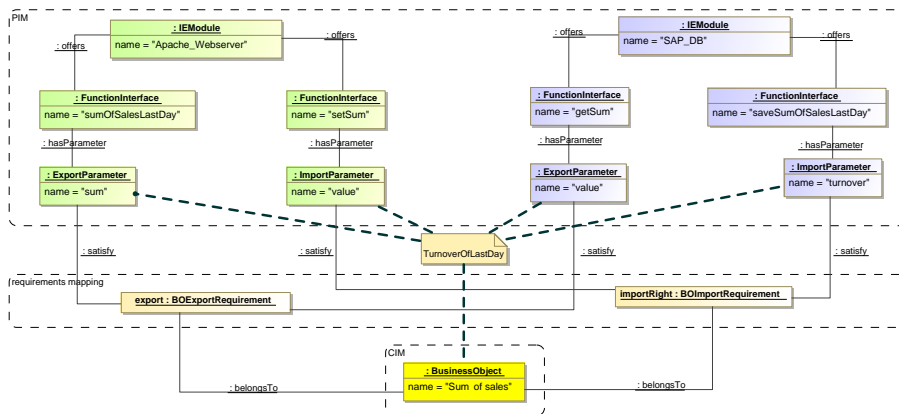 PIM
: IEModule
name = "Apache_Webserver"
: IEModule
name = "SAP_DB"
: offers
: offers
: offers
: offers
: FunctionInterface
name = "sumOfSalesLastDay"
: FunctionInterface
name = "setSum"
: FunctionInterface
name = "getSum"
: FunctionInterface
name = "saveSumOfSalesLastDay"
: hasParameter
: hasParameter
: hasParameter
: hasParameter
: ExportParameter
name = "sum"
: ImportParameter
name = "value"
: ExportParameter
name = "value"
: ImportParameter
name = "turnover"
: satisfy
: satisfy
TurnoverOfLastDay
: satisfy
: satisfy
requirements mapping
export : BOExportRequirement
importRight : BOImportRequirement
CIM
: BusinessObject
name = "Sum of sales"
: belongsTo
: belongsTo